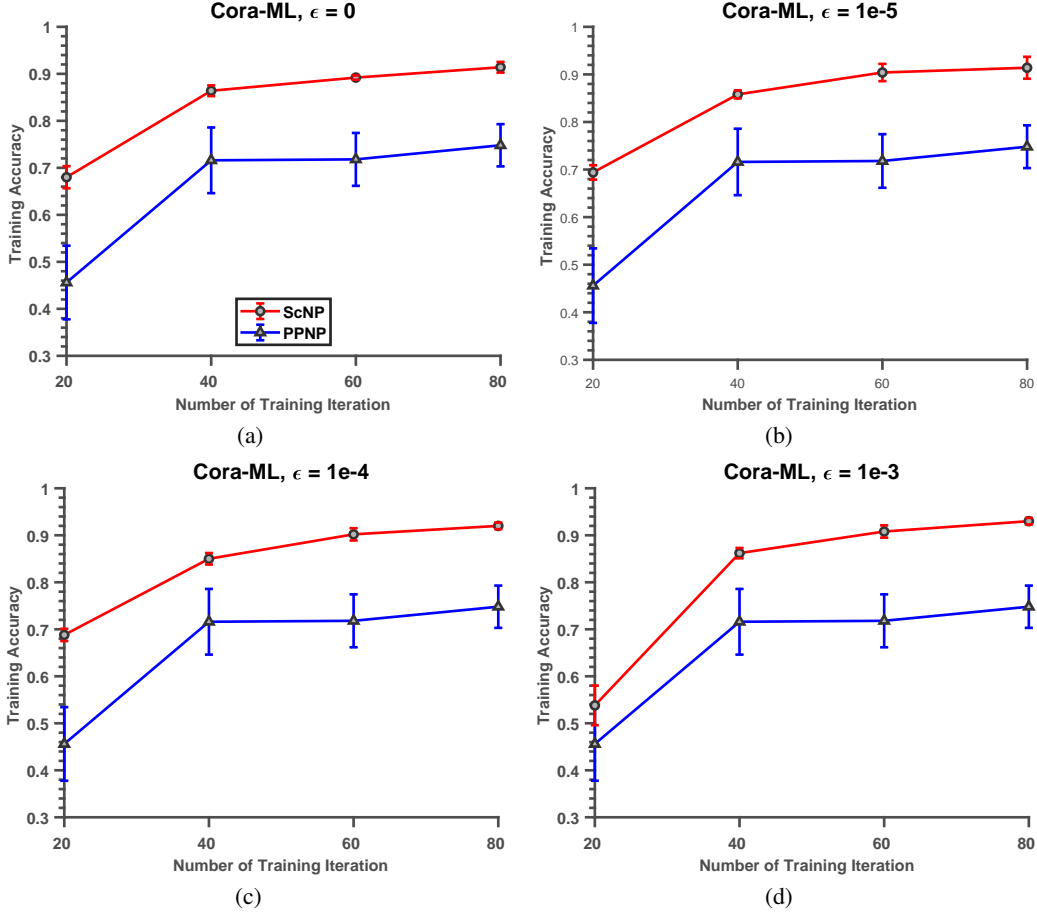 Cora-ML, ϵ = 0
1
0.9
0.8
0.7
0.6
0.5
0.4
0.3
Training Accuracy
ScNP
PPNP
20 40 60 80
Number of Training Iteration
(a)
Cora-ML, ϵ = 1e-5
1
0.9
0.8
0.7
0.6
0.5
0.4
0.3
Training Accuracy
20 40 60 80
Number of Training Iteration
(b)
Cora-ML, ϵ = 1e-4
1
0.9
0.8
0.7
0.6
0.5
0.4
0.3
Training Accuracy
20 40 60 80
Number of Training Iteration
(c)
Cora-ML, ϵ = 1e-3
1
0.9
0.8
0.7
0.6
0.5
0.4
0.3
Training Accuracy
20 40 60 80
Number of Training Iteration
(d)